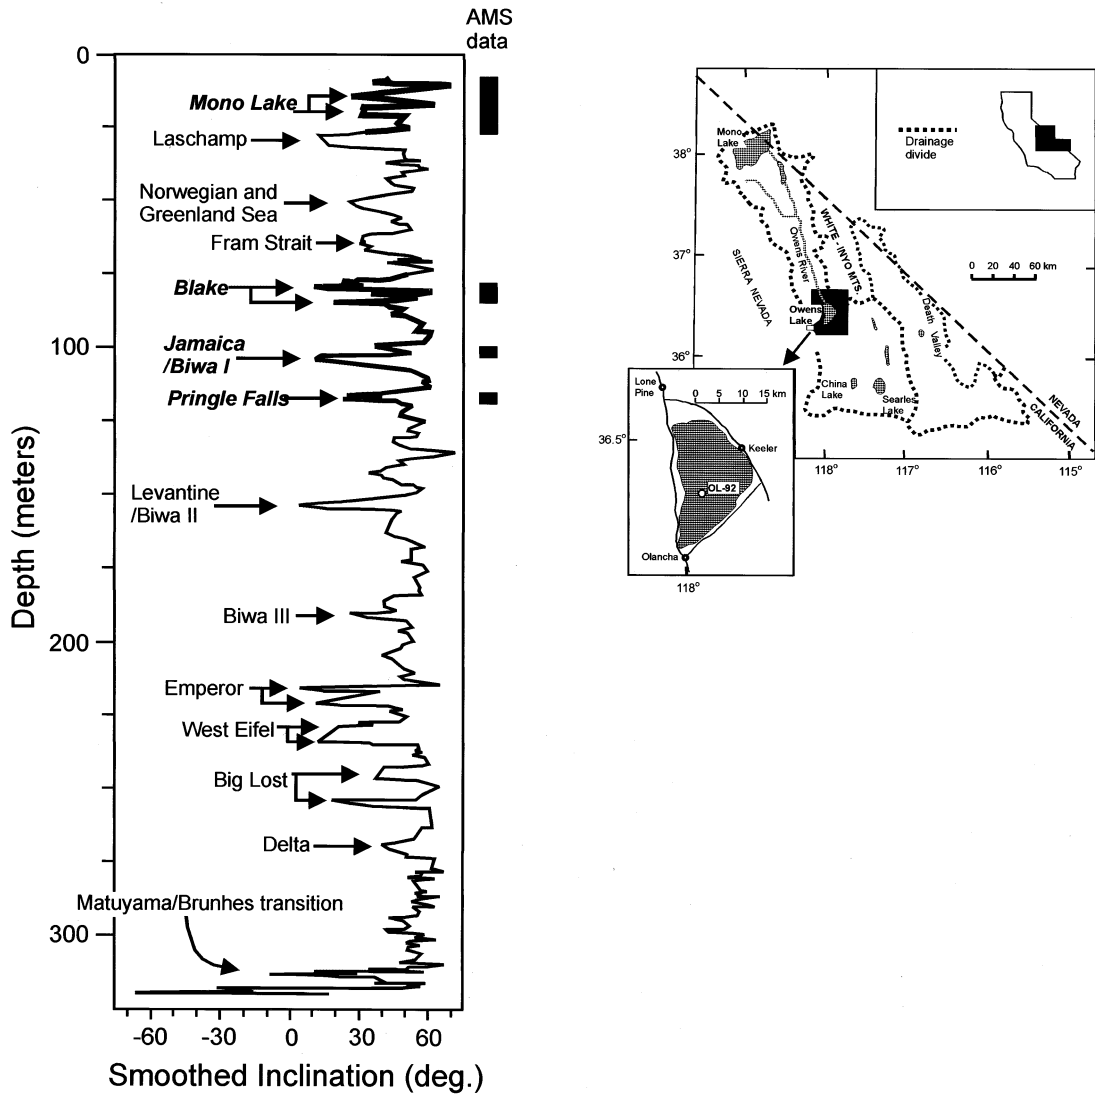 AMS
data
0
Mono Lake
Laschamp
Norwegian and
Greenland Sea
Fram Strait
Blake
100
Jamaica
/Biwa I
Pringle Falls
Levantine
/Biwa II
Biwa III
200
Emperor
West Eifel
Big Lost
Delta
Matuyama/Brunhes transition
300
Depth (meters)
-60 -30 0 30 60
Smoothed Inclination (deg.)
Mono
Lake
38°
37°
36°
Drainage
divide
SIERRA NEVADA
Owens River
WHITE - INYO MTS.
0 20 40 60 km
Owens
Lake
Death
Valley
China
Lake
Searles
Lake
NEVADA
CALIFORNIA
118° 117° 116° 115°
Lone
Pine
0 5 10 15 km
36.5°
Keeler
OL-92
Olancha
118°